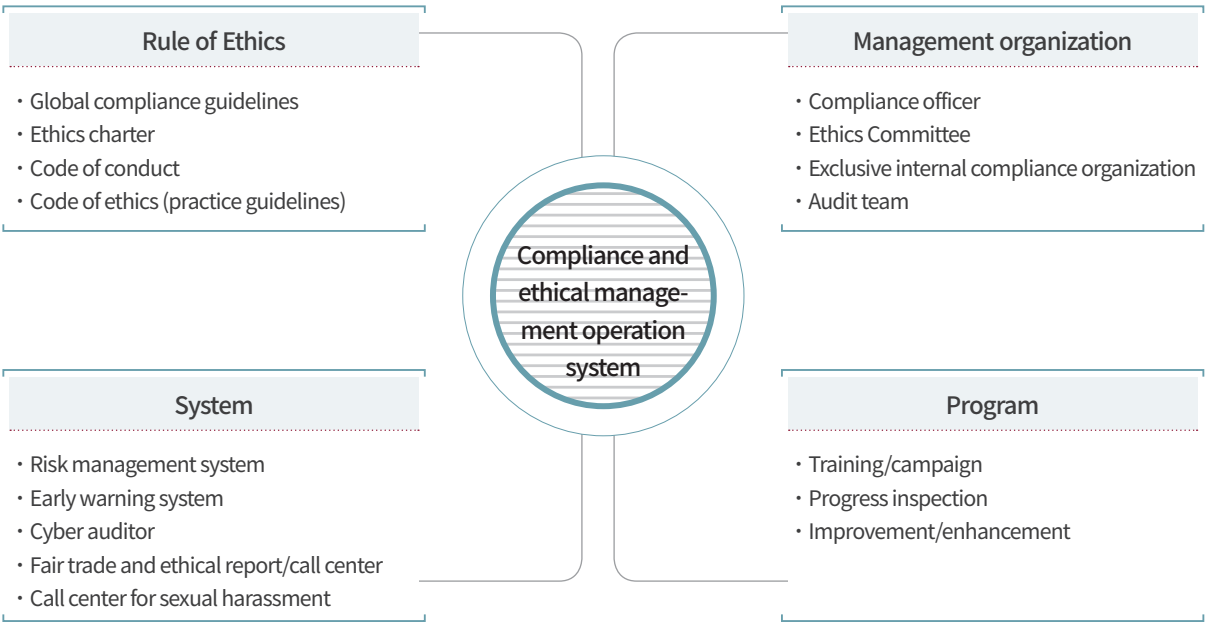 Rule of Ethics
· Global compliance guidelines
· Ethics charter
· Code of conduct
· Code of ethics (practice guidelines)
Management organization
· Compliance officer
· Ethics Committee
· Exclusive internal compliance organization
· Audit team
Compliance and
ethical manage-
ment operation
system
System
· Risk management system
· Early warning system
· Cyber auditor
· Fair trade and ethical report/call center
· Call center for sexual harassment
Program
· Training/campaign
· Progress inspection
· Improvement/enhancement